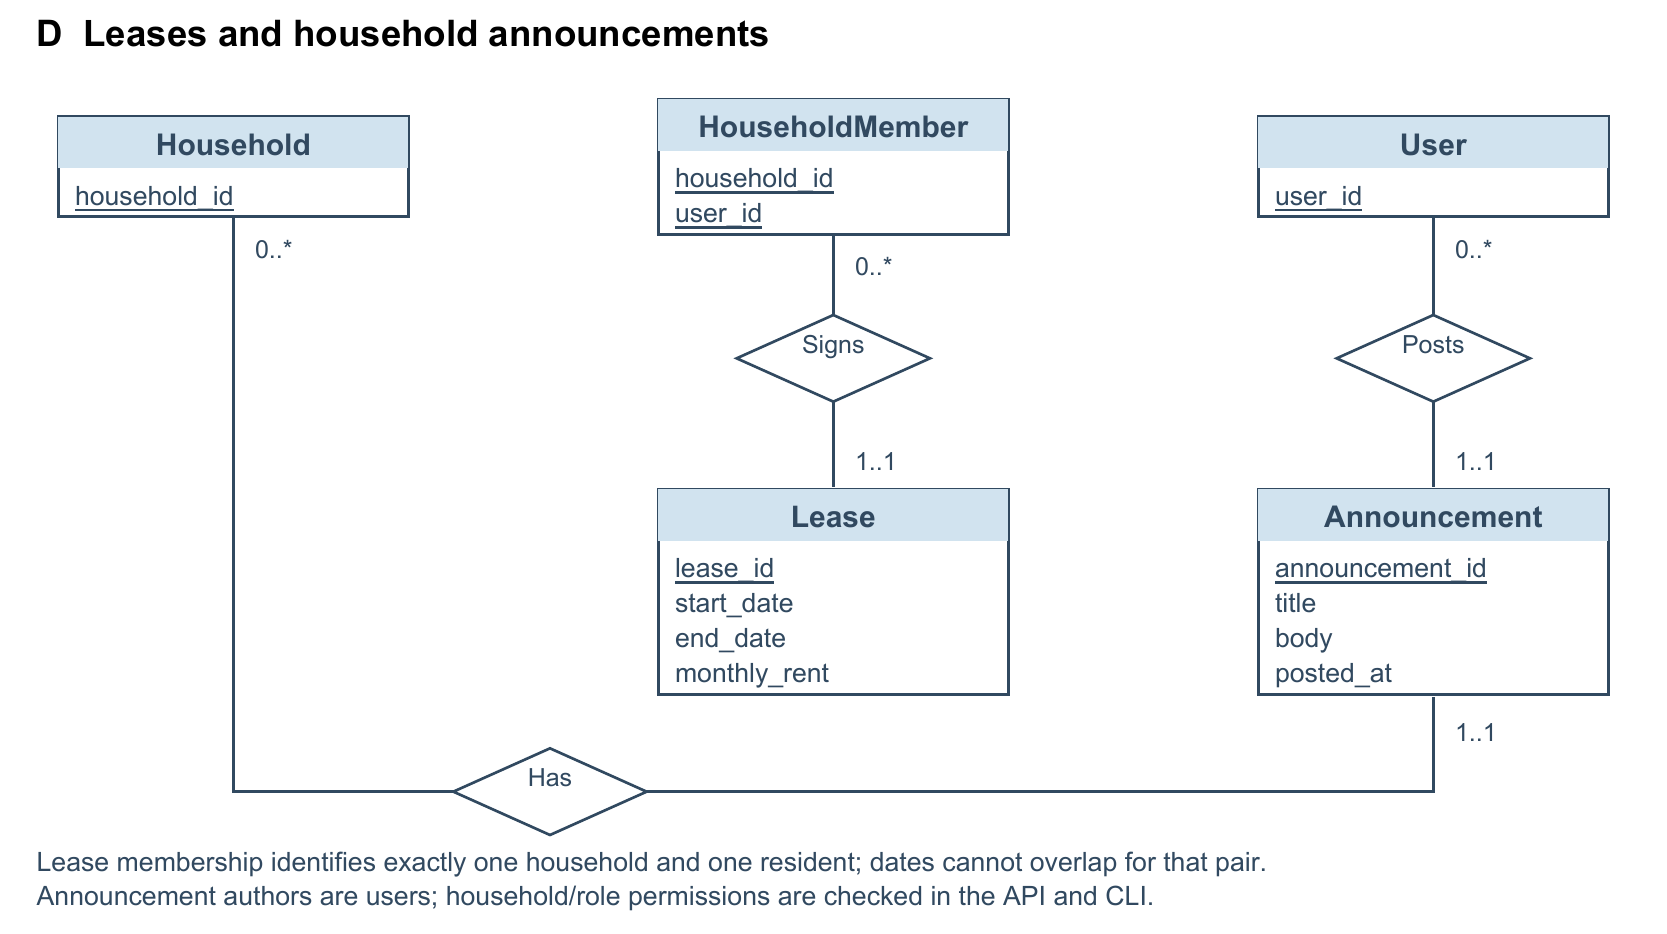 D Leases and household announcements
Household
household_id
0..*
HouseholdMember
household_id
user_id
0..*
Signs
1..1
Lease
lease_id
start_date
end_date
monthly_rent
User
user_id
0..*
Posts
1..1
Announcement
announcement_id
title
body
posted_at
1..1
Has
Lease membership identifies exactly one household and one resident; dates cannot overlap for that pair.
Announcement authors are users; household/role permissions are checked in the API and CLI.